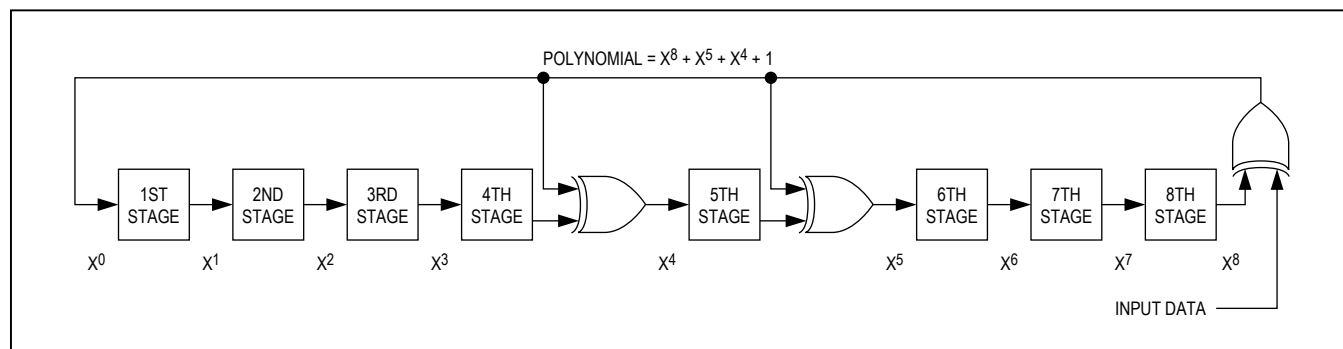 POLYNOMIAL = X⁸ + X⁵ + X⁴ + 1
1ST
STAGE
2ND
STAGE
3RD
STAGE
4TH
STAGE
5TH
STAGE
6TH
STAGE
7TH
STAGE
8TH
STAGE
X⁰
X¹
X²
X³
X⁴
X⁵
X⁶
X⁷
X⁸
INPUT DATA